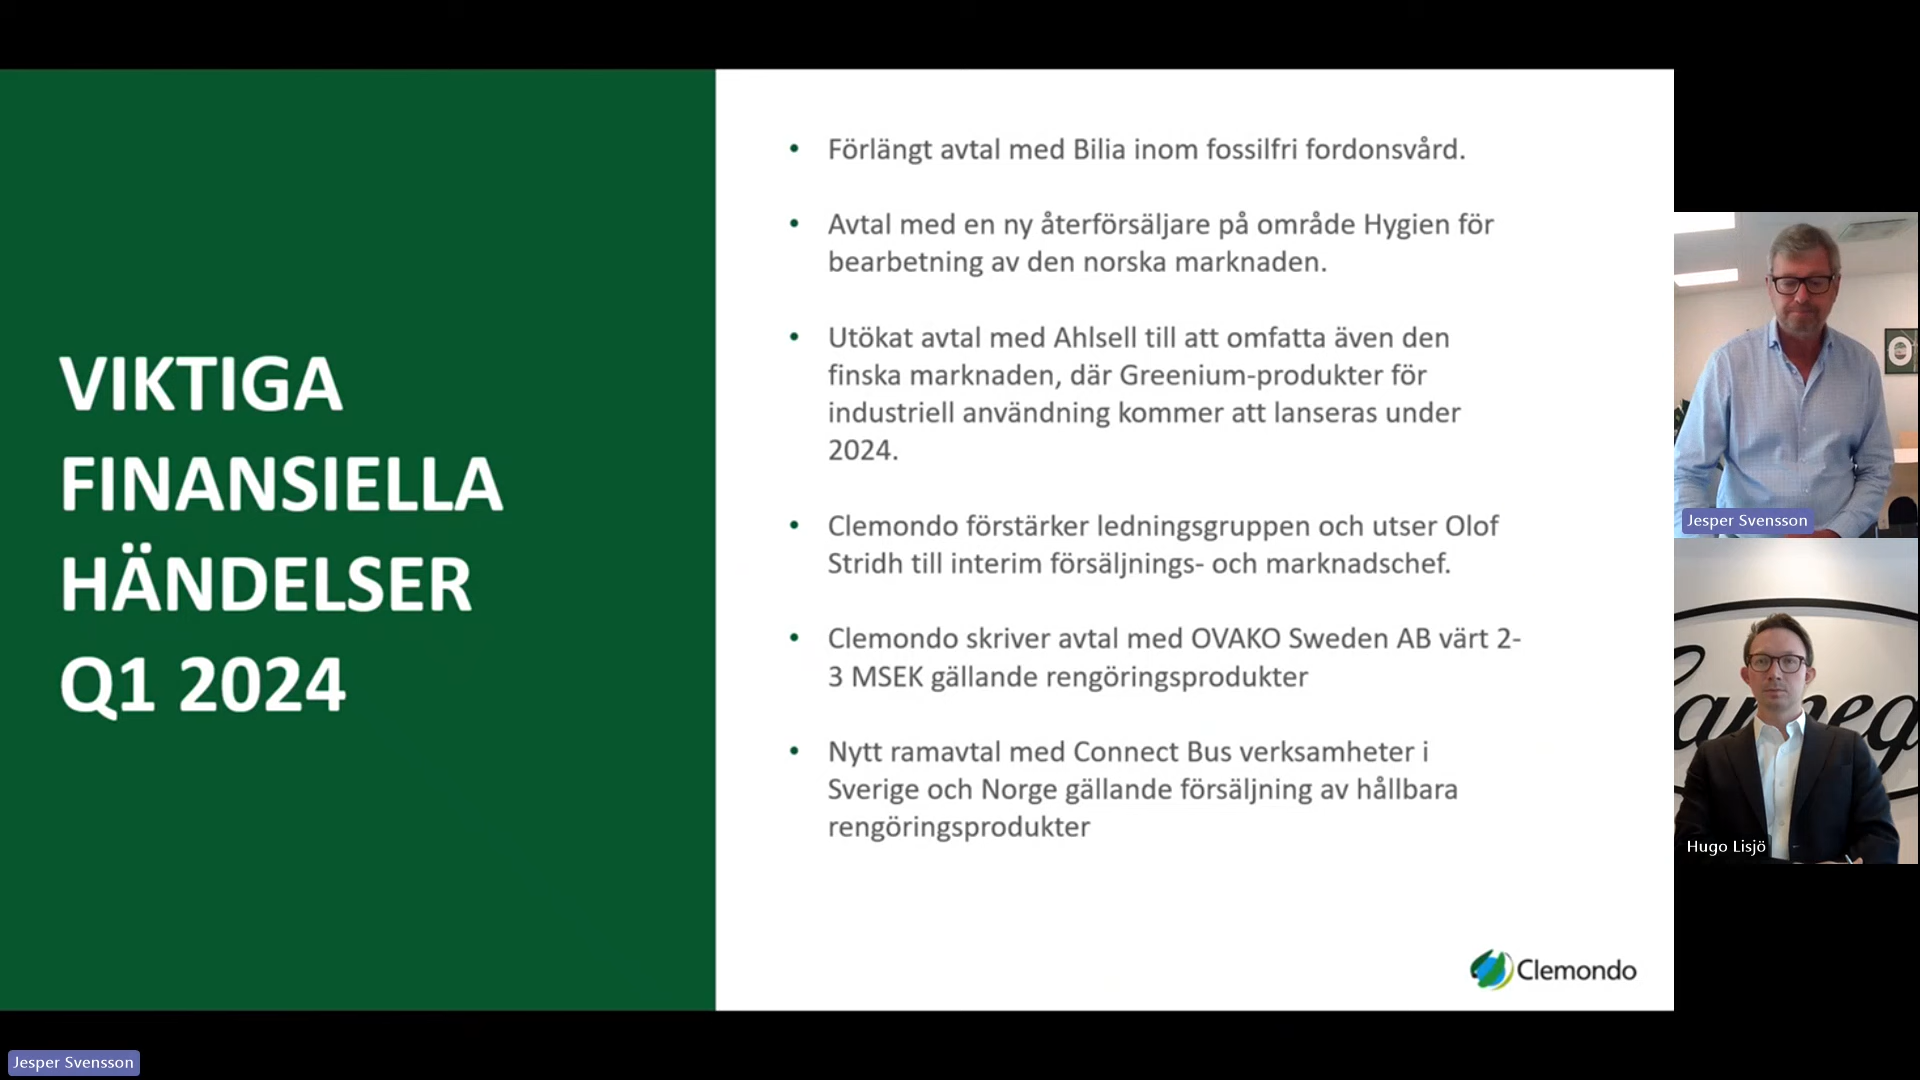 VIKTIGA
FINANSIELLA
HÄNDELSER
Q1 2024
• Förlängt avtal med Bilia inom fossilfri fordonsvård.
• Avtal med en ny återförsäljare på område Hygien för
bearbetning av den norska marknaden.
• Utökat avtal med Ahlsell till att omfatta även den
finska marknaden, där Greenium-produkter för
industriell användning kommer att lanseras under
2024.
• Clemondo förstärker ledningsgruppen och utser Olof
Stridh till interim försäljnings- och marknadschef.
• Clemondo skriver avtal med OVAKO Sweden AB värt 2-
3 MSEK gällande rengöringsprodukter
• Nytt ramavtal med Connect Bus verksamheter i
Sverige och Norge gällande försäljning av hållbara
rengöringsprodukter
Clemondo
Jesper Svensson
Hugo Lisjö
Jesper Svensson